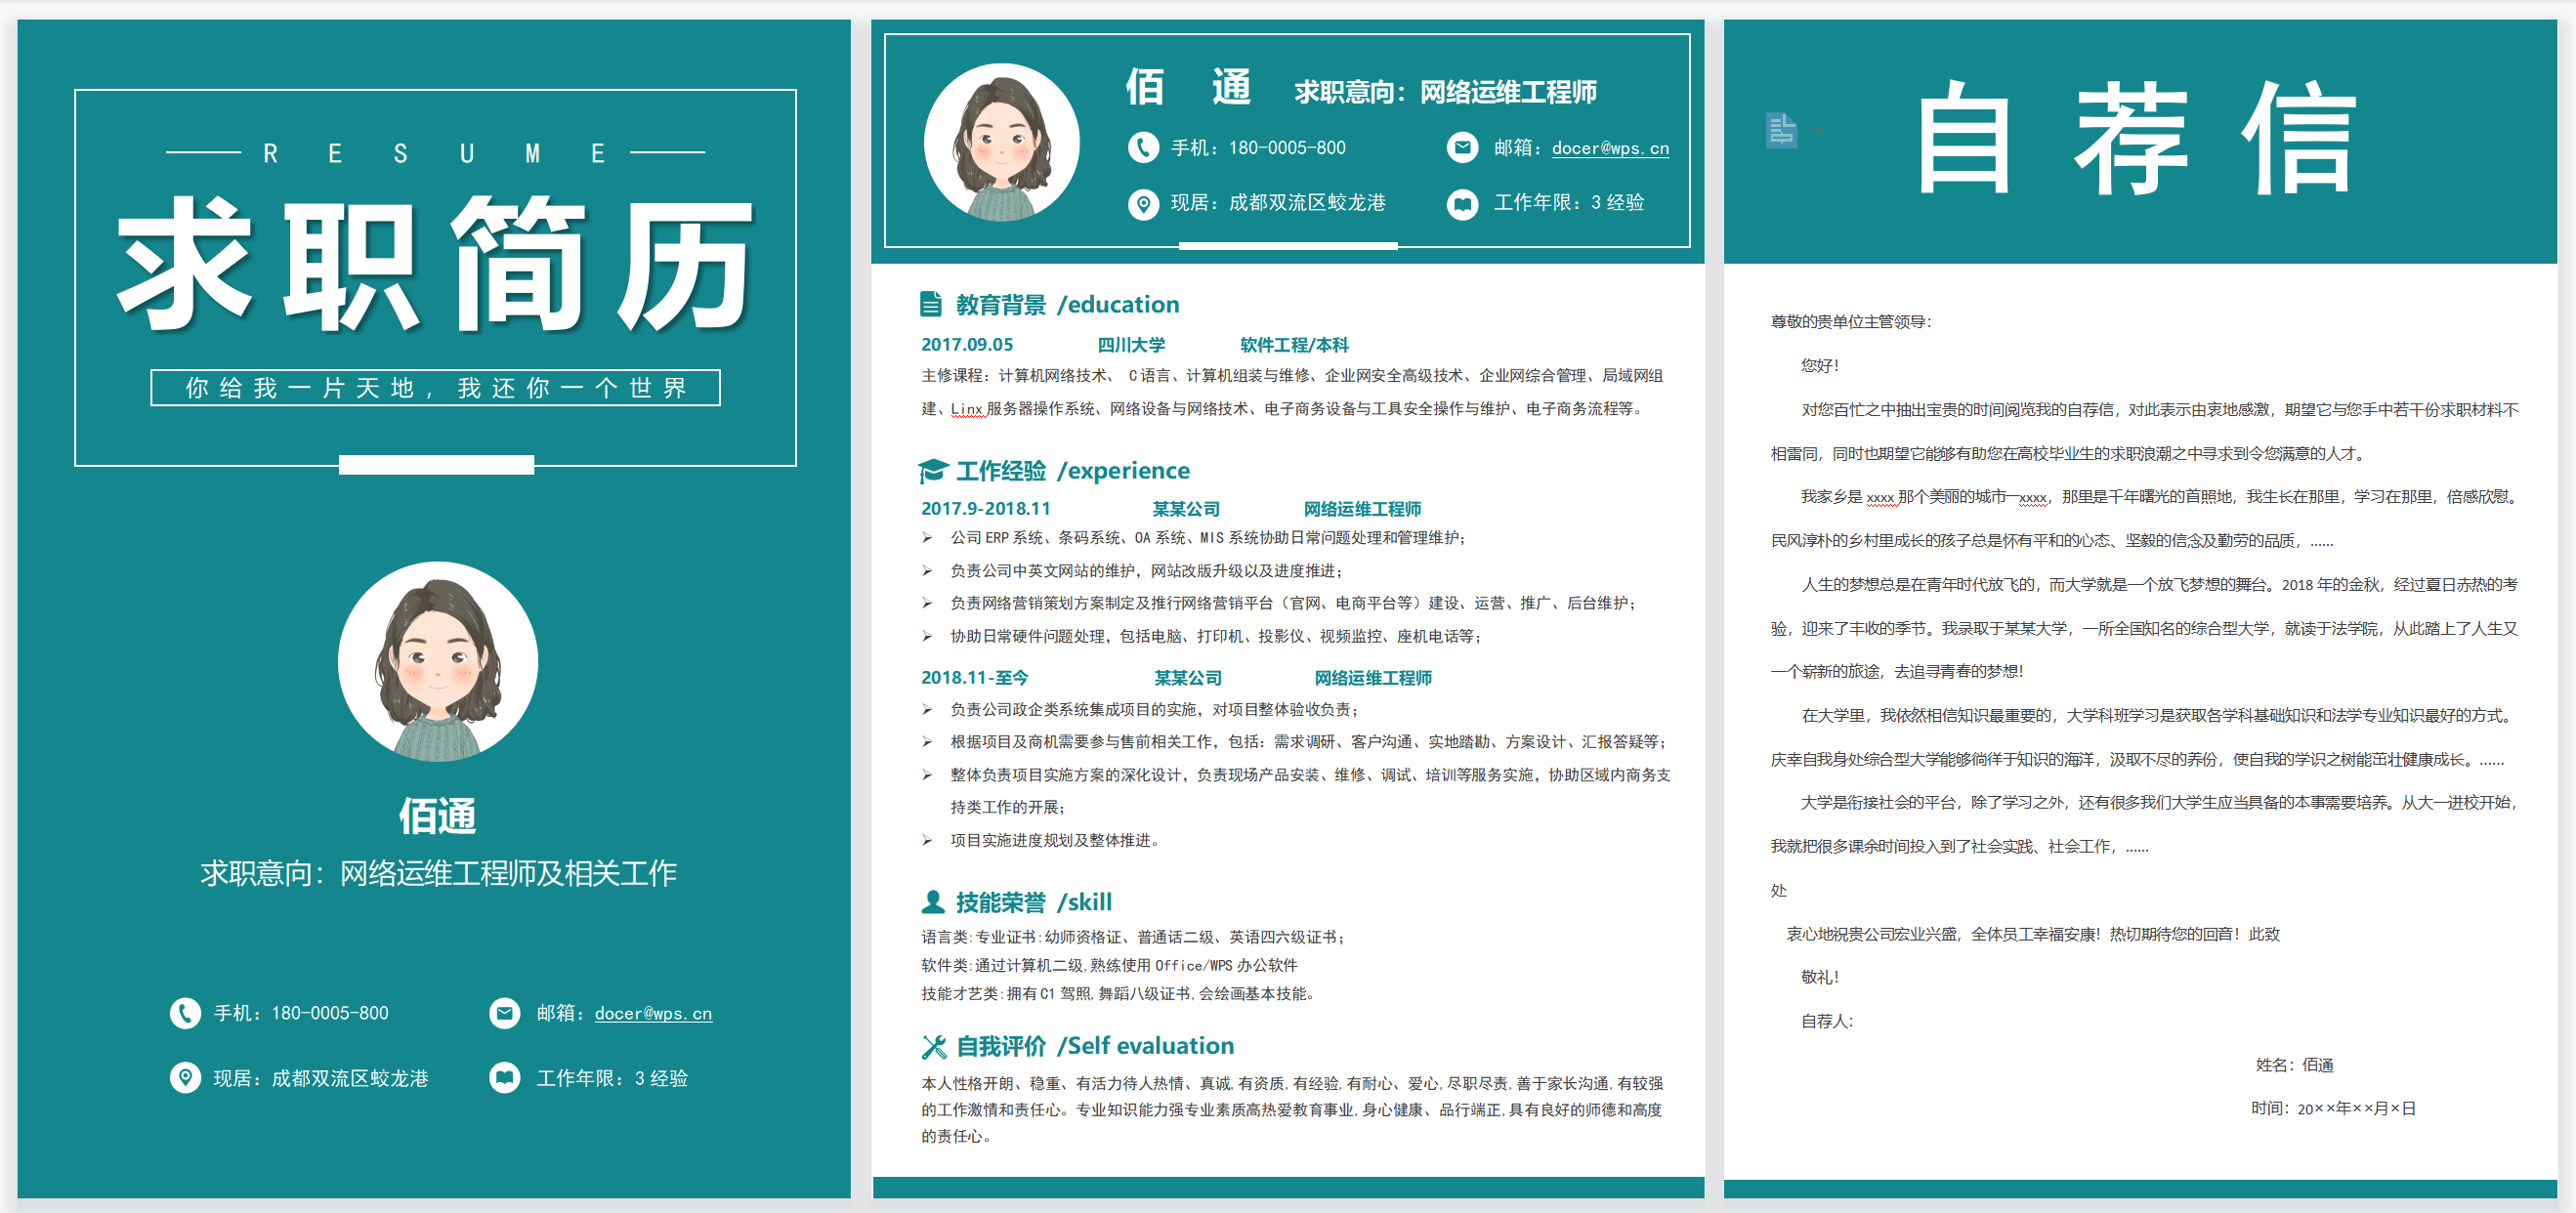 RESUME
求职简历
你给我一片天地，我还你一个世界
佰通
求职意向：网络运维工程师及相关工作
手机：180-0005-800
邮箱：docer@wps.cn
现居：成都双流区蛟龙港
工作年限：3 经验
佰 通 求职意向：网络运维工程师
手机：180-0005-800
邮箱：docer@wps.cn
现居：成都双流区蛟龙港
工作年限：3 经验
教育背景 /education
2017.09.05 四川大学 软件工程/本科
主修课程：计算机网络技术、 C语言、计算机组装与维修、企业网安全高级技术、企业网综合管理、局域网组
建、Linx 服务器操作系统、网络设备与网络技术、电子商务设备与工具安全操作与维护、电子商务流程等。
工作经验 /experience
2017.9-2018.11 某某公司 网络运维工程师
➢ 公司 ERP 系统、条码系统、OA 系统、MIS 系统协助日常问题处理和管理维护；
➢ 负责公司中英文网站的维护，网站改版升级以及进度推进；
➢ 负责网络营销策划方案制定及推行网络营销平台（官网、电商平台等）建设、运营、推广、后台维护；
➢ 协助日常硬件问题处理，包括电脑、打印机、投影仪、视频监控、座机电话等；
2018.11-至今 某某公司 网络运维工程师
➢ 负责公司政企类系统集成项目的实施，对项目整体验收负责；
➢ 根据项目及商机需要参与售前相关工作，包括：需求调研、客户沟通、实地踏勘、方案设计、汇报答疑等；
➢ 整体负责项目实施方案的深化设计，负责现场产品安装、维修、调试、培训等服务实施，协助区域内商务支
持类工作的开展；
➢ 项目实施进度规划及整体推进。
技能荣誉 /skill
语言类:专业证书:幼师资格证、普通话二级、英语四六级证书；
软件类:通过计算机二级,熟练使用 Office/WPS 办公软件
技能才艺类:拥有C1 驾照,舞蹈八级证书,会绘画基本技能。
自我评价 /Self evaluation
本人性格开朗、稳重、有活力待人热情、真诚,有资质,有经验,有耐心、爱心,尽职尽责,善于家长沟通,有较强
的工作激情和责任心。专业知识能力强专业素质高热爱教育事业,身心健康、品行端正,具有良好的师德和高度
的责任心。
自荐信
尊敬的贵单位主管领导：
您好！
对您百忙之中抽出宝贵的时间阅览我的自荐信，对此表示由衷地感激，期望它与您手中若干份求职材料不
相雷同，同时也期望它能够有助您在高校毕业生的求职浪潮之中寻求到令您满意的人才。
我家乡是 xxxx 那个美丽的城市—xxxx，那里是千年曙光的首照地，我生长在那里，学习在那里，倍感欣慰。
民风淳朴的乡村里成长的孩子总是怀有平和的心态、坚毅的信念及勤劳的品质，……
人生的梦想总是在青年时代放飞的，而大学就是一个放飞梦想的舞台。2018 年的金秋，经过夏日赤热的考
验，迎来了丰收的季节。我录取于某某大学，一所全国知名的综合型大学，就读于法学院，从此踏上了人生又
一个崭新的旅途，去追寻青春的梦想！
在大学里，我依然相信知识最重要的，大学科班学习是获取各学科基础知识和法学专业知识最好的方式。
庆幸自我身处综合型大学能够徜徉于知识的海洋，汲取不尽的养份，使自我的学识之树能茁壮健康成长。……
大学是衔接社会的平台，除了学习之外，还有很多我们大学生应当具备的本事需要培养。从大一进校开始，
我就把很多课余时间投入到了社会实践、社会工作，……
处
衷心地祝贵公司宏业兴盛，全体员工幸福安康！热切期待您的回音！此致
敬礼！
自荐人：
姓名：佰通
时间：20××年××月×日